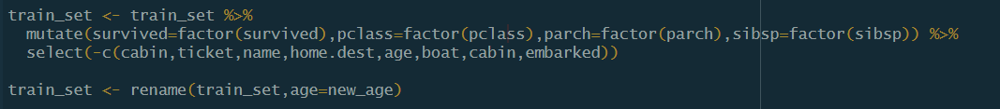 train_set <- train_set %>%
  mutate(survived=factor(survived),pclass=factor(pclass),parch=factor(parch),sibsp=factor(sibsp)) %>%
  select(-c(cabin,ticket,name,home.dest,age,boat,cabin,embarked))

train_set <- rename(train_set,age=new_age)